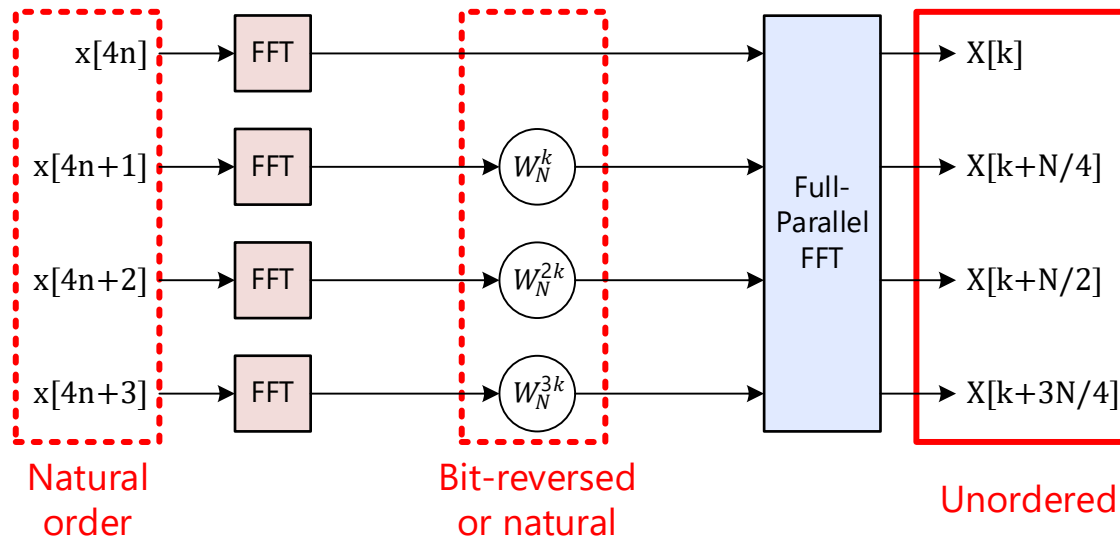 x[4n]
FFT
X[k]
x[4n+1]
FFT
W_N^k
X[k+N/4]
Full-
Parallel
FFT
x[4n+2]
FFT
W_N^{2k}
X[k+N/2]
x[4n+3]
FFT
W_N^{3k}
X[k+3N/4]
Natural
order
Bit-reversed
or natural
Unordered